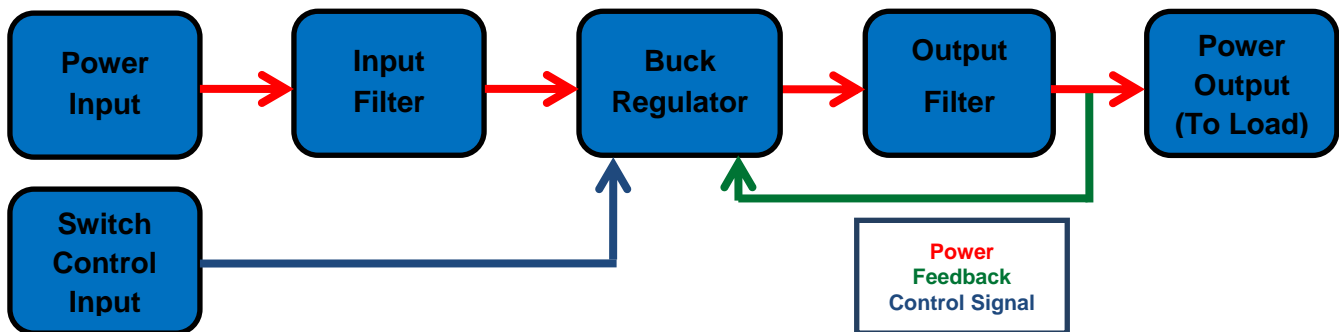 Power
Input
Input
Filter
Buck
Regulator
Output
Filter
Power
Output
(To Load)
Switch
Control
Input
Power
Feedback
Control Signal